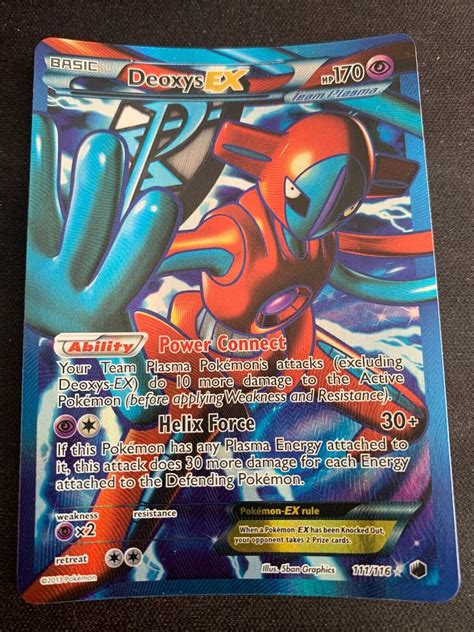 BASIC
Deoxys EX
HP170
Team Plasma
Ability Power Connect
Your Team Plasma Pokémon's attacks (excluding
Deoxys-EX) do 10 more damage to the Active
Pokémon (before applying Weakness and Resistance).
Helix Force 30+
If this Pokémon has any Plasma Energy attached to
it, this attack does 30 more damage for each Energy
attached to the Defending Pokémon.
weakness
resistance
×2
retreat
Pokémon-EX rule
When a Pokémon-EX has been Knocked Out,
your opponent takes 2 Prize cards.
©2013 Pokémon
Illus. 5ban Graphics
111/116